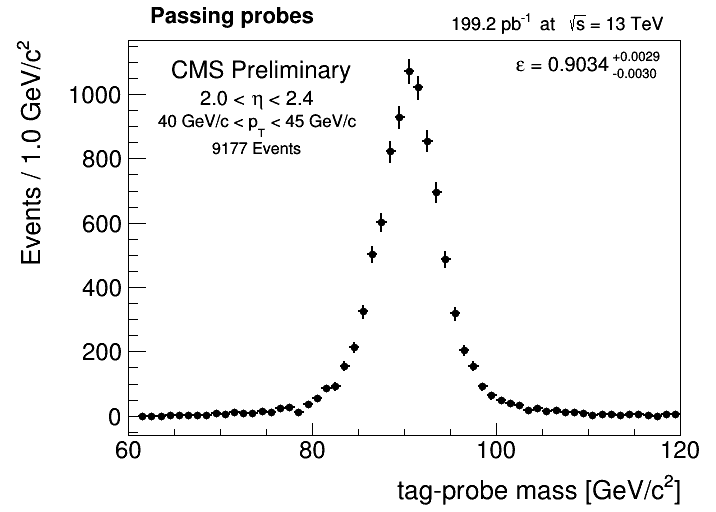 Passing probes
199.2 pb⁻¹ at √s = 13 TeV
CMS Preliminary
2.0 < η < 2.4
40 GeV/c < p_T < 45 GeV/c
9177 Events
ε = 0.9034 +0.0029 -0.0030
Events / 1.0 GeV/c²
1000
800
600
400
200
0
60 80 100 120
tag-probe mass [GeV/c²]